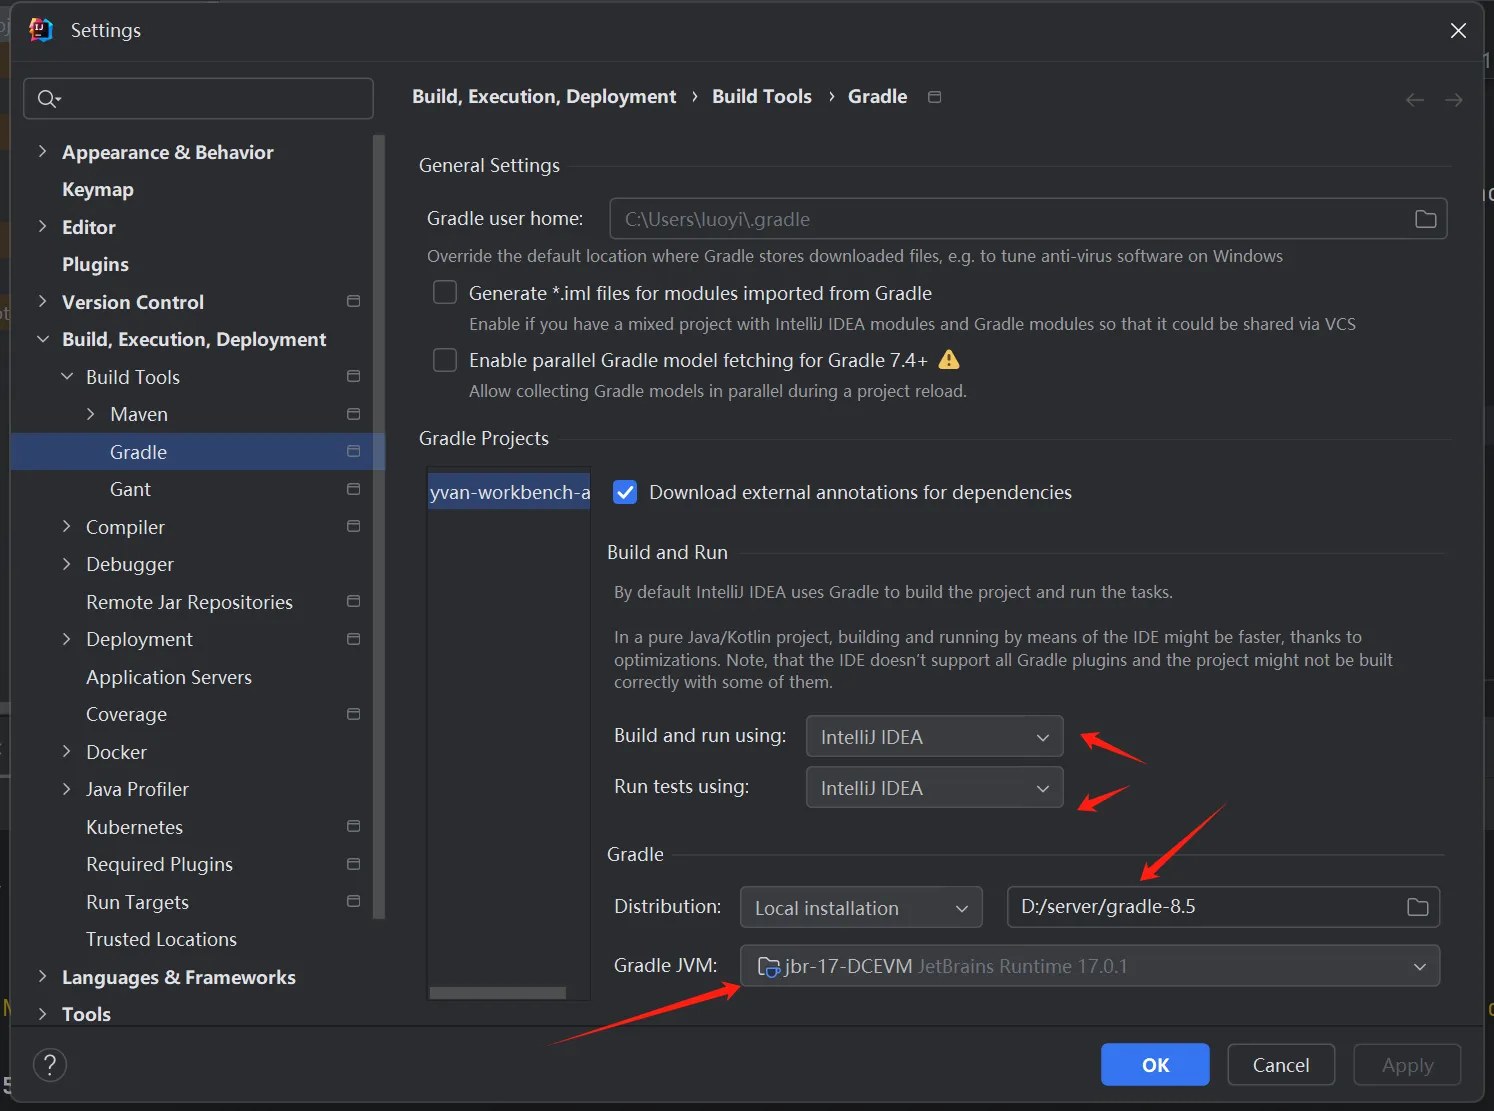 Settings
Build, Execution, Deployment › Build Tools › Gradle
Appearance & Behavior
Keymap
Editor
Plugins
Version Control
Build, Execution, Deployment
Build Tools
Maven
Gradle
Gant
Compiler
Debugger
Remote Jar Repositories
Deployment
Application Servers
Coverage
Docker
Java Profiler
Kubernetes
Required Plugins
Run Targets
Trusted Locations
Languages & Frameworks
Tools
General Settings
Gradle user home: C:\Users\luoyi\.gradle
Override the default location where Gradle stores downloaded files, e.g. to tune anti-virus software on Windows
Generate *.iml files for modules imported from Gradle
Enable if you have a mixed project with IntelliJ IDEA modules and Gradle modules so that it could be shared via VCS
Enable parallel Gradle model fetching for Gradle 7.4+
Allow collecting Gradle models in parallel during a project reload.
Gradle Projects
yvan-workbench-a
Download external annotations for dependencies
Build and Run
By default IntelliJ IDEA uses Gradle to build the project and run the tasks.
In a pure Java/Kotlin project, building and running by means of the IDE might be faster, thanks to
optimizations. Note, that the IDE doesn't support all Gradle plugins and the project might not be built
correctly with some of them.
Build and run using: IntelliJ IDEA
Run tests using: IntelliJ IDEA
Gradle
Distribution: Local installation D:/server/gradle-8.5
Gradle JVM: jbr-17-DCEVM JetBrains Runtime 17.0.1
?
OK
Cancel
Apply